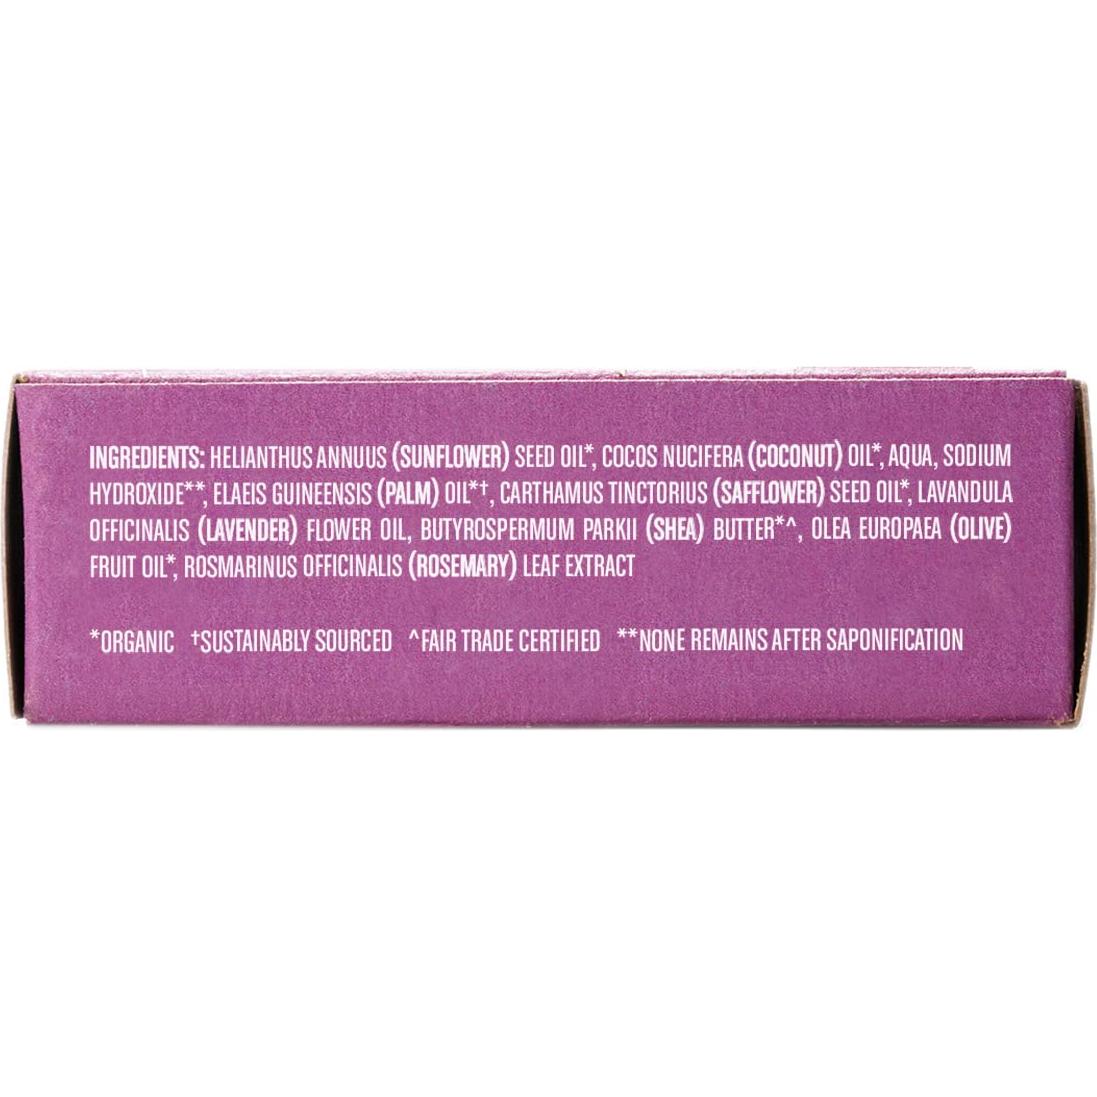 INGREDIENTS: HELIANTHUS ANNUUS (SUNFLOWER) SEED OIL*, COCOS NUCIFERA (COCONUT) OIL*, AQUA, SODIUM
HYDROXIDE**, ELAEIS GUINEENSIS (PALM) OIL*†, CARTHAMUS TINCTORIUS (SAFFLOWER) SEED OIL*, LAVANDULA
OFFICINALIS (LAVENDER) FLOWER OIL, BUTYROSPERMUM PARKII (SHEA) BUTTER*^, OLEA EUROPAEA (OLIVE)
FRUIT OIL*, ROSMARINUS OFFICINALIS (ROSEMARY) LEAF EXTRACT
*ORGANIC †SUSTAINABLY SOURCED ^FAIR TRADE CERTIFIED **NONE REMAINS AFTER SAPONIFICATION